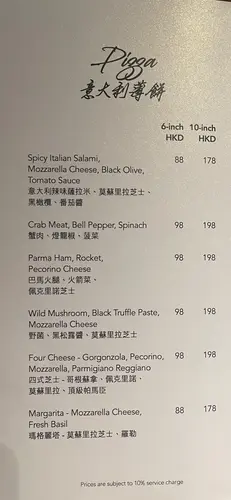 Pizza
意大利薄餅
6-inch 10-inch
HKD HKD
Spicy Italian Salami, 88 178
Mozzarella Cheese, Black Olive,
Tomato Sauce
意大利辣味薩拉米、莫蘇里拉芝士、
黑橄欖、番茄醬
Crab Meat, Bell Pepper, Spinach 98 198
蟹肉、燈籠椒、菠菜
Parma Ham, Rocket, 98 198
Pecorino Cheese
巴馬火腿、火箭菜、
佩克里諾芝士
Wild Mushroom, Black Truffle Paste, 98 198
Mozzarella Cheese
野菌、黑松露醬、莫蘇里拉芝士
Four Cheese - Gorgonzola, Pecorino, 98 198
Mozzarella, Parmigiano Reggiano
四式芝士 - 哥根蘇拿、佩克里諾、
莫蘇里拉、頂級帕馬臣
Margarita - Mozzarella Cheese, 88 178
Fresh Basil
瑪格麗塔 - 莫蘇里拉芝士、羅勒
Prices are subject to 10% service charge